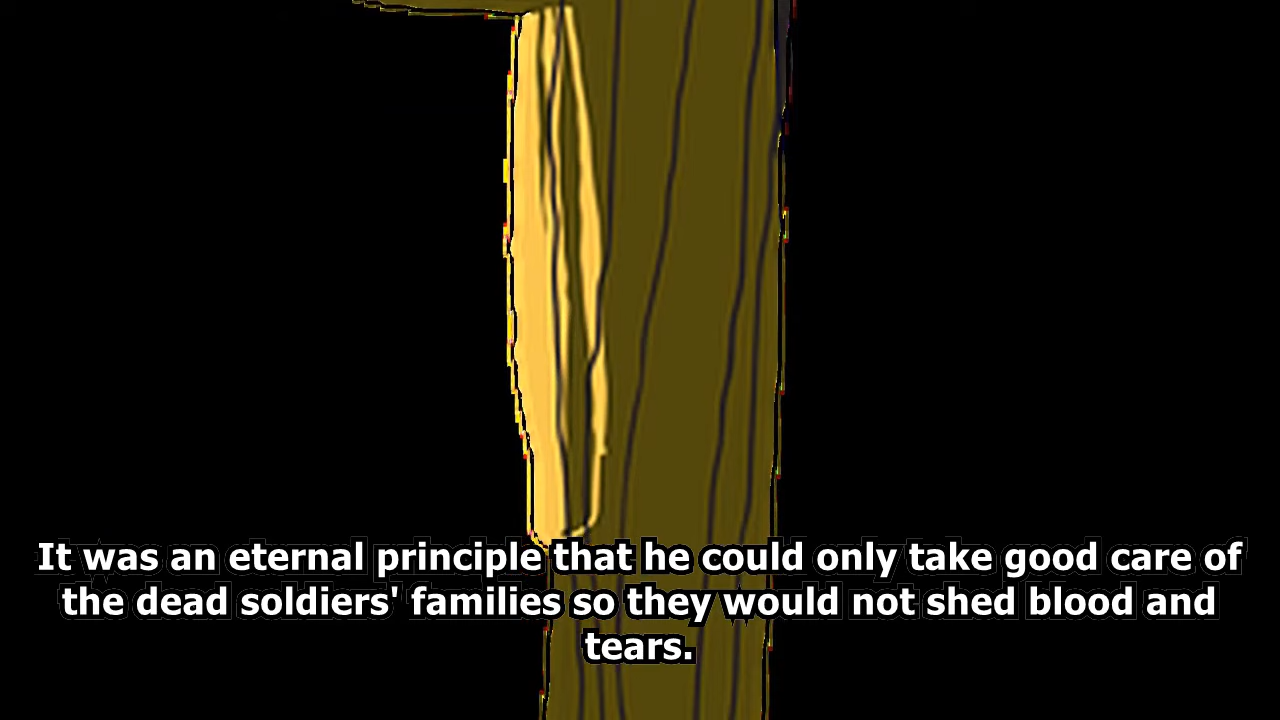 It was an eternal principle that he could only take good care of
the dead soldiers' families so they would not shed blood and
tears.